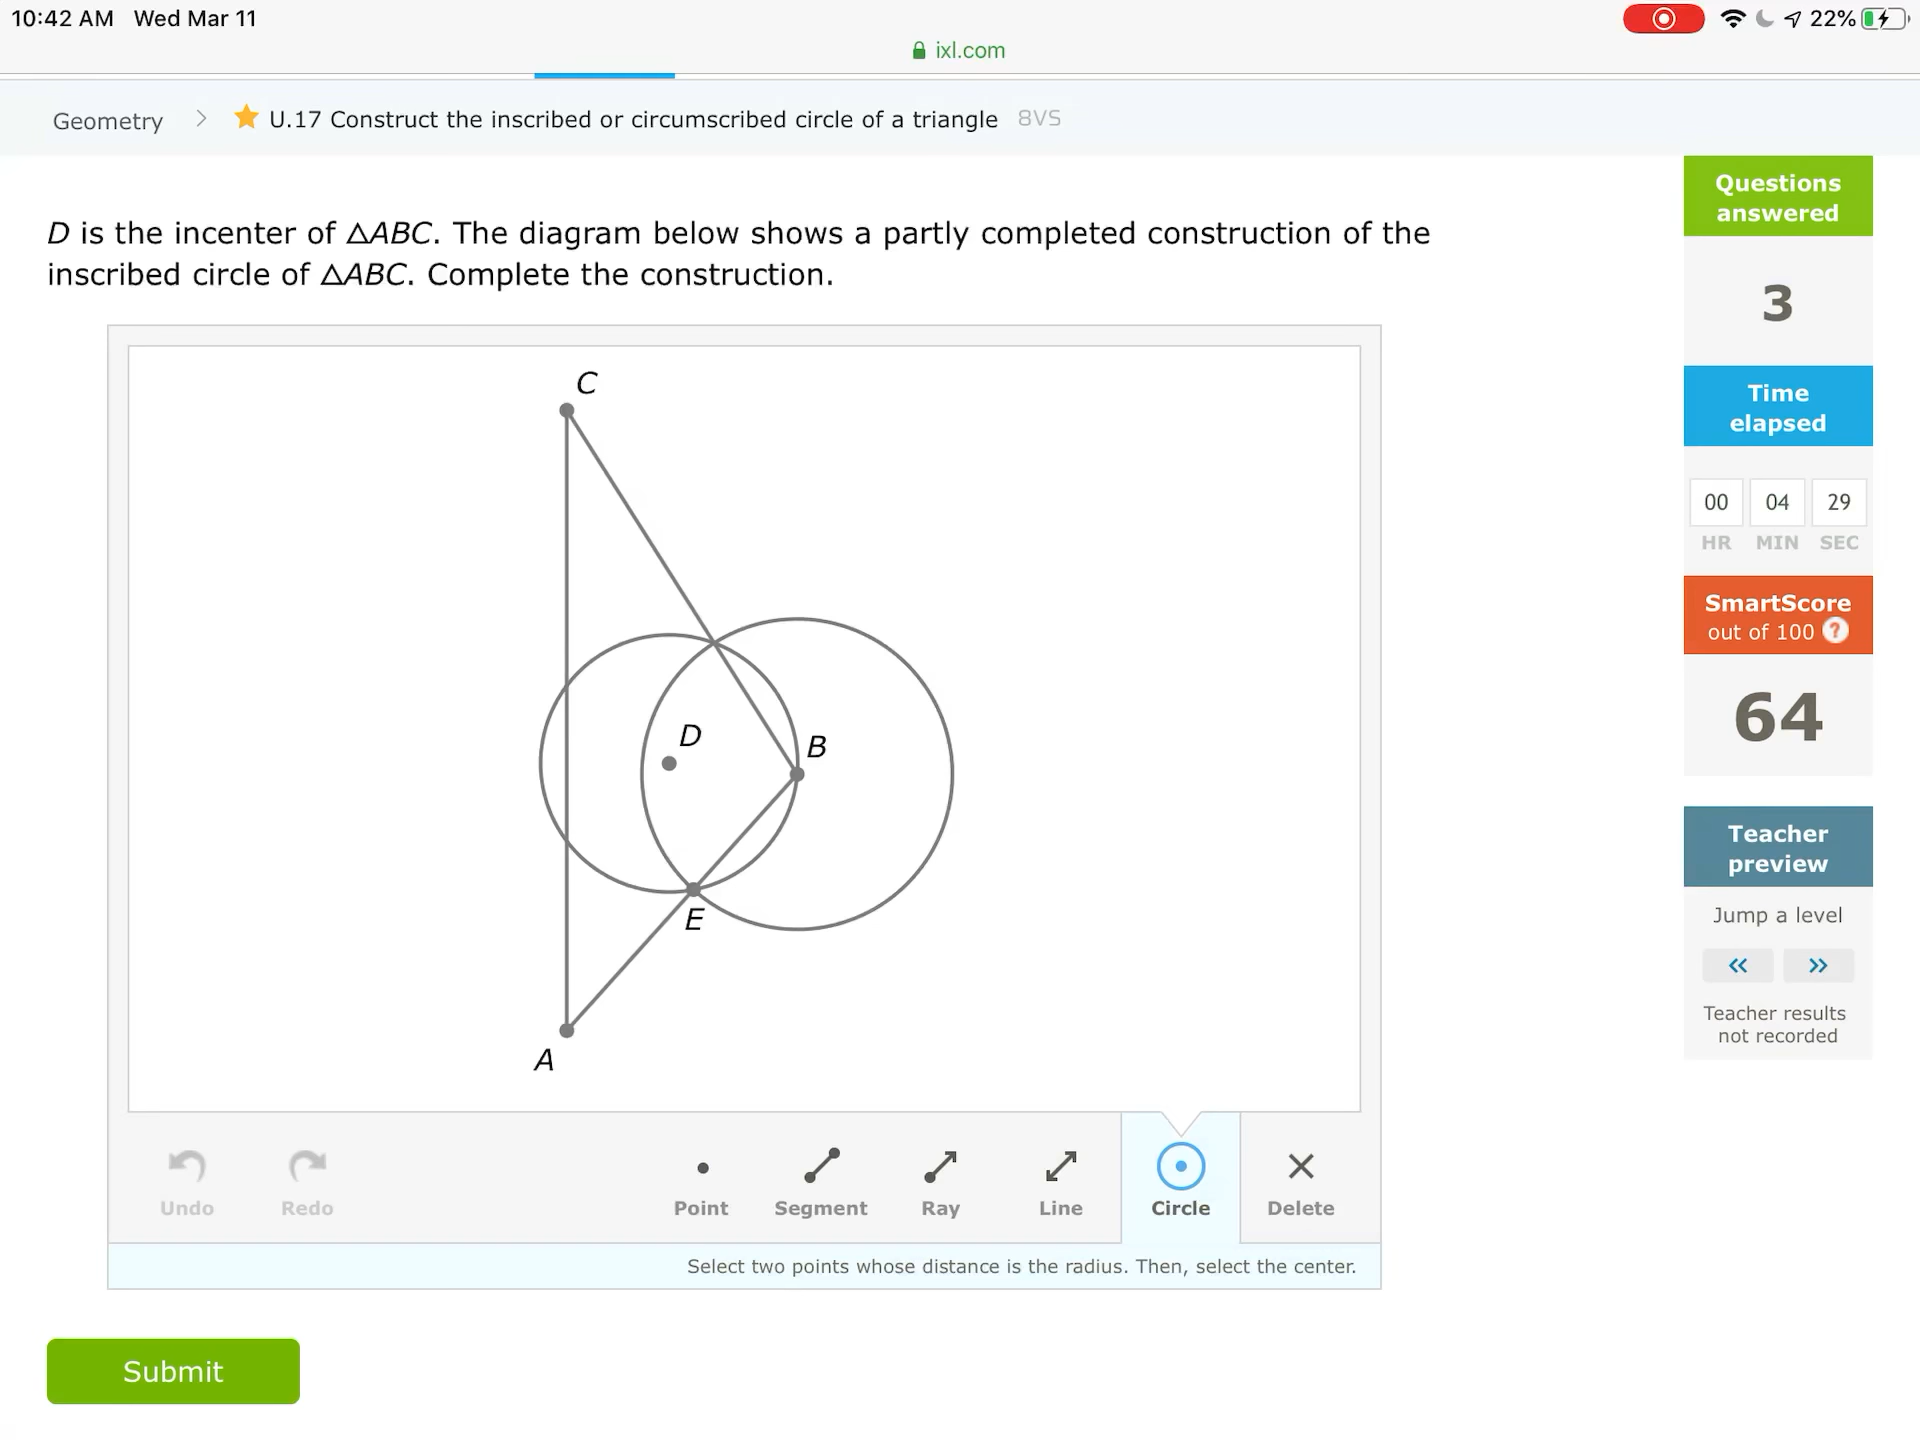 10:42 AM Wed Mar 11
22%
ixl.com
Geometry > U.17 Construct the inscribed or circumscribed circle of a triangle 8VS
D is the incenter of △ABC. The diagram below shows a partly completed construction of the
inscribed circle of △ABC. Complete the construction.
C
D
B
E
A
Undo
Redo
Point
Segment
Ray
Line
Circle
Delete
Select two points whose distance is the radius. Then, select the center.
Submit
Questions
answered
3
Time
elapsed
00 04 29
HR MIN SEC
SmartScore
out of 100 ?
64
Teacher
preview
Jump a level
« »
Teacher results
not recorded